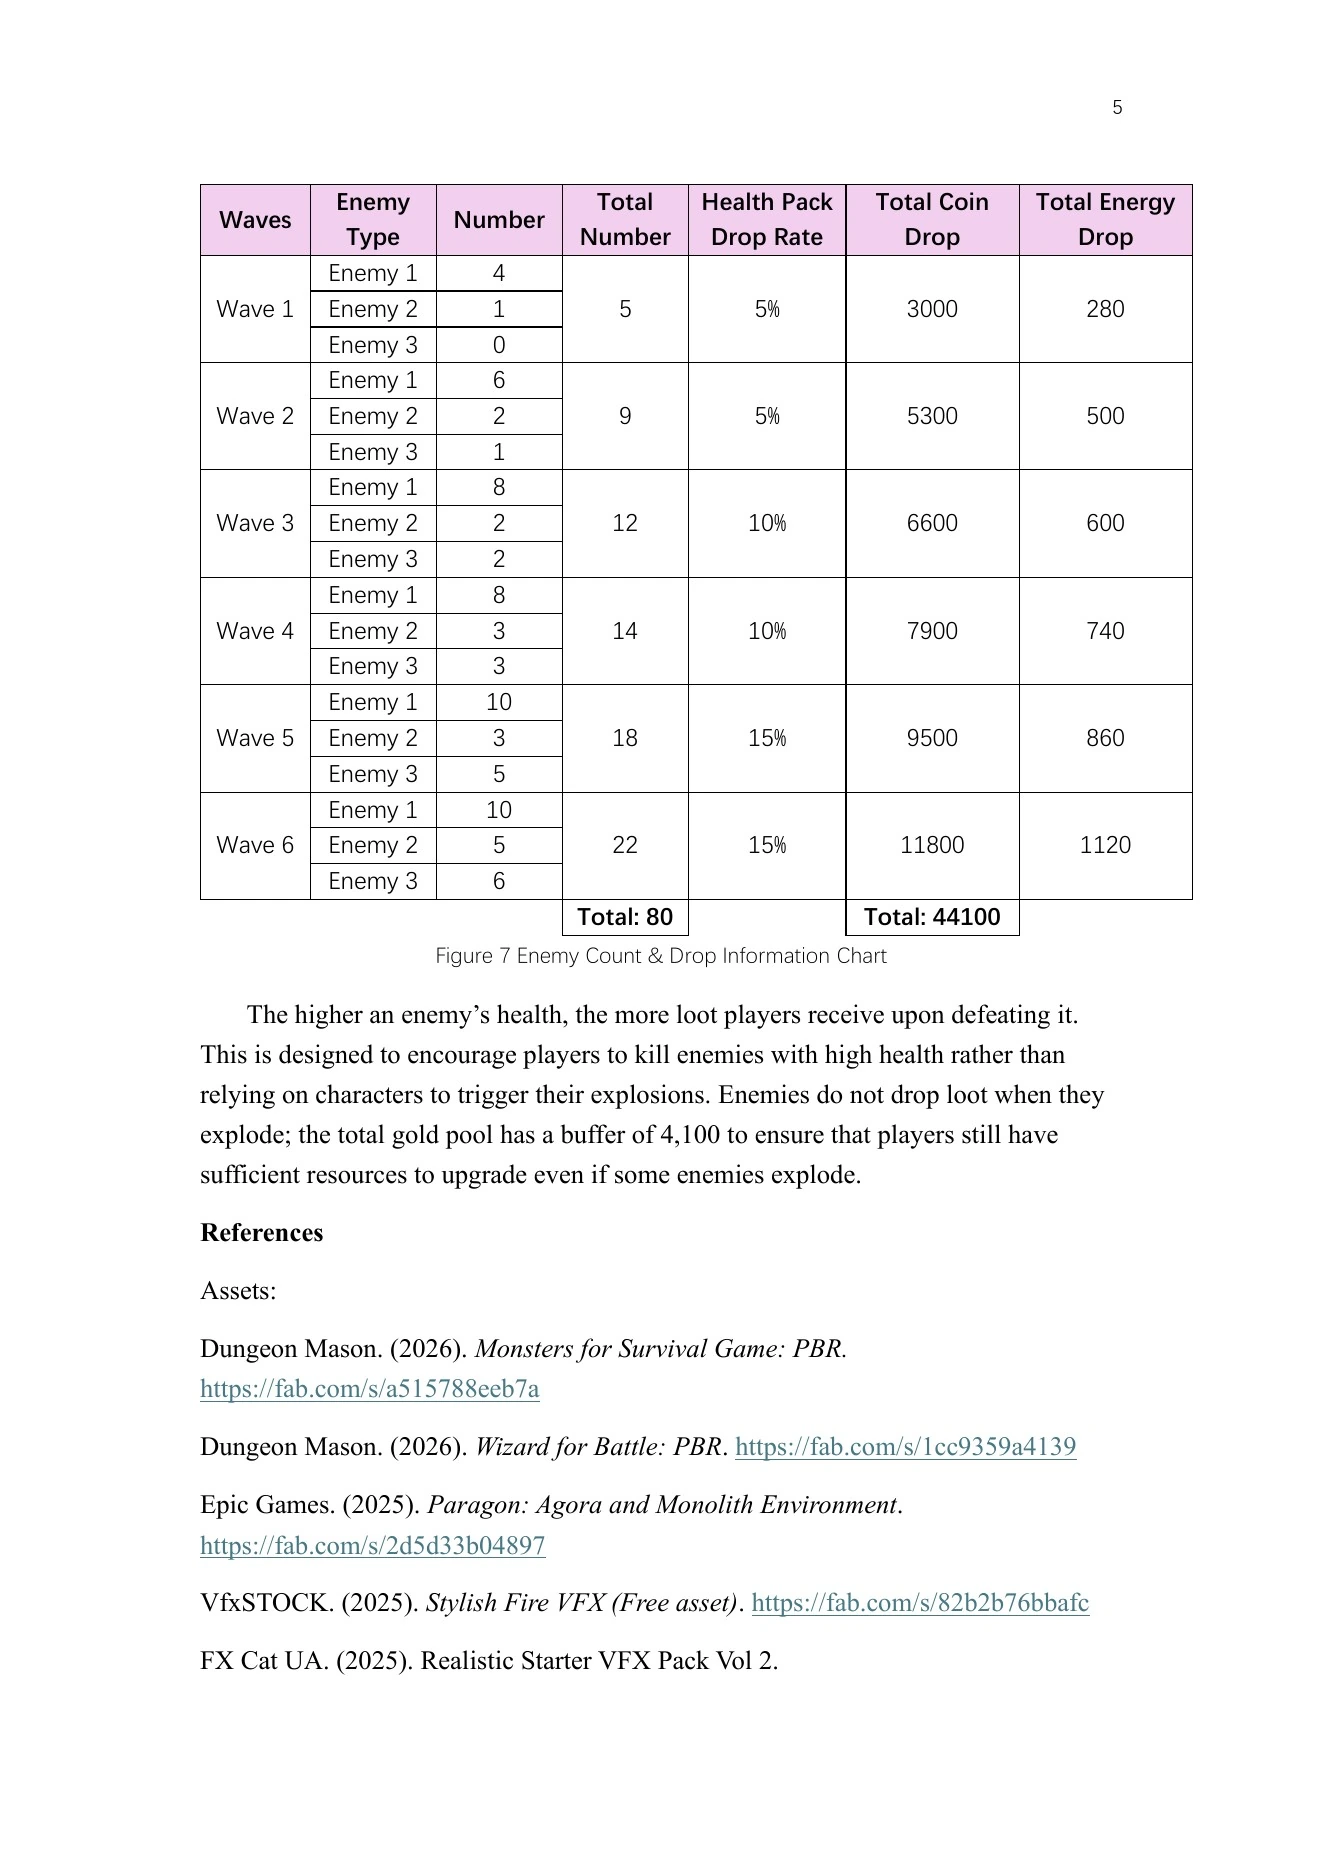 5
Waves Enemy Type Number Total Number Health Pack Drop Rate Total Coin Drop Total Energy Drop
Wave 1 Enemy 1 4 5 5% 3000 280
Enemy 2 1
Enemy 3 0
Wave 2 Enemy 1 6 9 5% 5300 500
Enemy 2 2
Enemy 3 1
Wave 3 Enemy 1 8 12 10% 6600 600
Enemy 2 2
Enemy 3 2
Wave 4 Enemy 1 8 14 10% 7900 740
Enemy 2 3
Enemy 3 3
Wave 5 Enemy 1 10 18 15% 9500 860
Enemy 2 3
Enemy 3 5
Wave 6 Enemy 1 10 22 15% 11800 1120
Enemy 2 5
Enemy 3 6
Total: 80 Total: 44100
Figure 7 Enemy Count & Drop Information Chart
The higher an enemy’s health, the more loot players receive upon defeating it.
This is designed to encourage players to kill enemies with high health rather than
relying on characters to trigger their explosions. Enemies do not drop loot when they
explode; the total gold pool has a buffer of 4,100 to ensure that players still have
sufficient resources to upgrade even if some enemies explode.
References
Assets:
Dungeon Mason. (2026). Monsters for Survival Game: PBR.
https://fab.com/s/a515788eeb7a
Dungeon Mason. (2026). Wizard for Battle: PBR. https://fab.com/s/1cc9359a4139
Epic Games. (2025). Paragon: Agora and Monolith Environment.
https://fab.com/s/2d5d33b04897
VfxSTOCK. (2025). Stylish Fire VFX (Free asset). https://fab.com/s/82b2b76bbafc
FX Cat UA. (2025). Realistic Starter VFX Pack Vol 2.